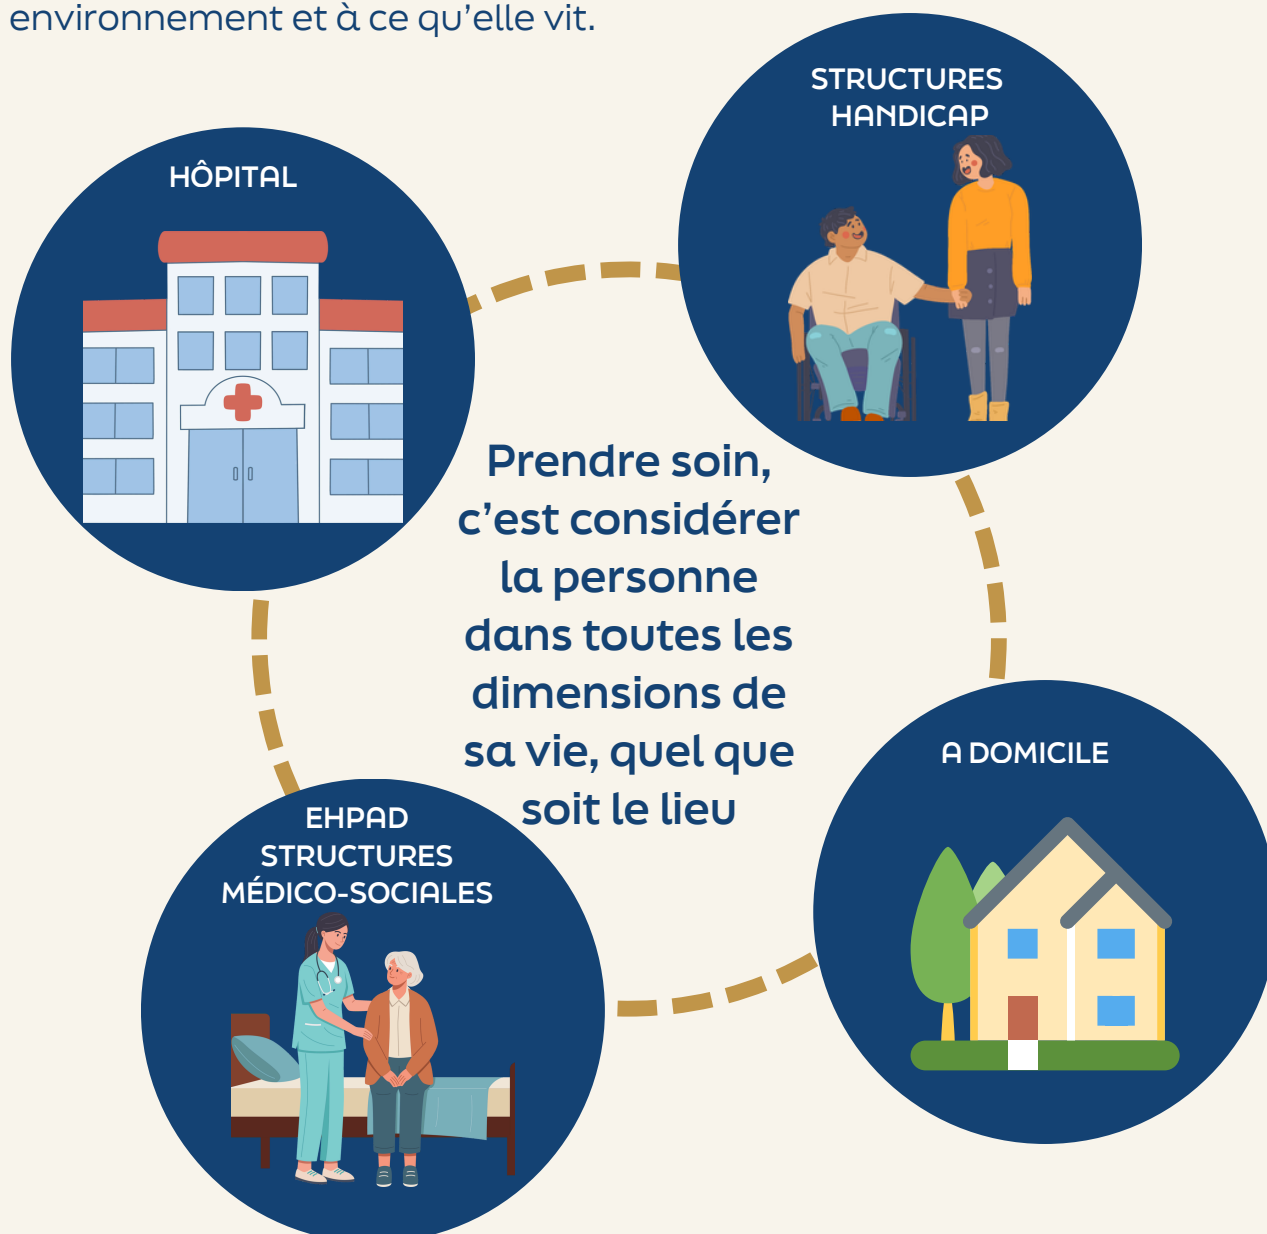 environnement et à ce qu'elle vit.
STRUCTURES
HANDICAP
HÔPITAL
Prendre soin,
c'est considérer
la personne
dans toutes les
dimensions de
sa vie, quel que
soit le lieu
A DOMICILE
EHPAD
STRUCTURES
MÉDICO-SOCIALES